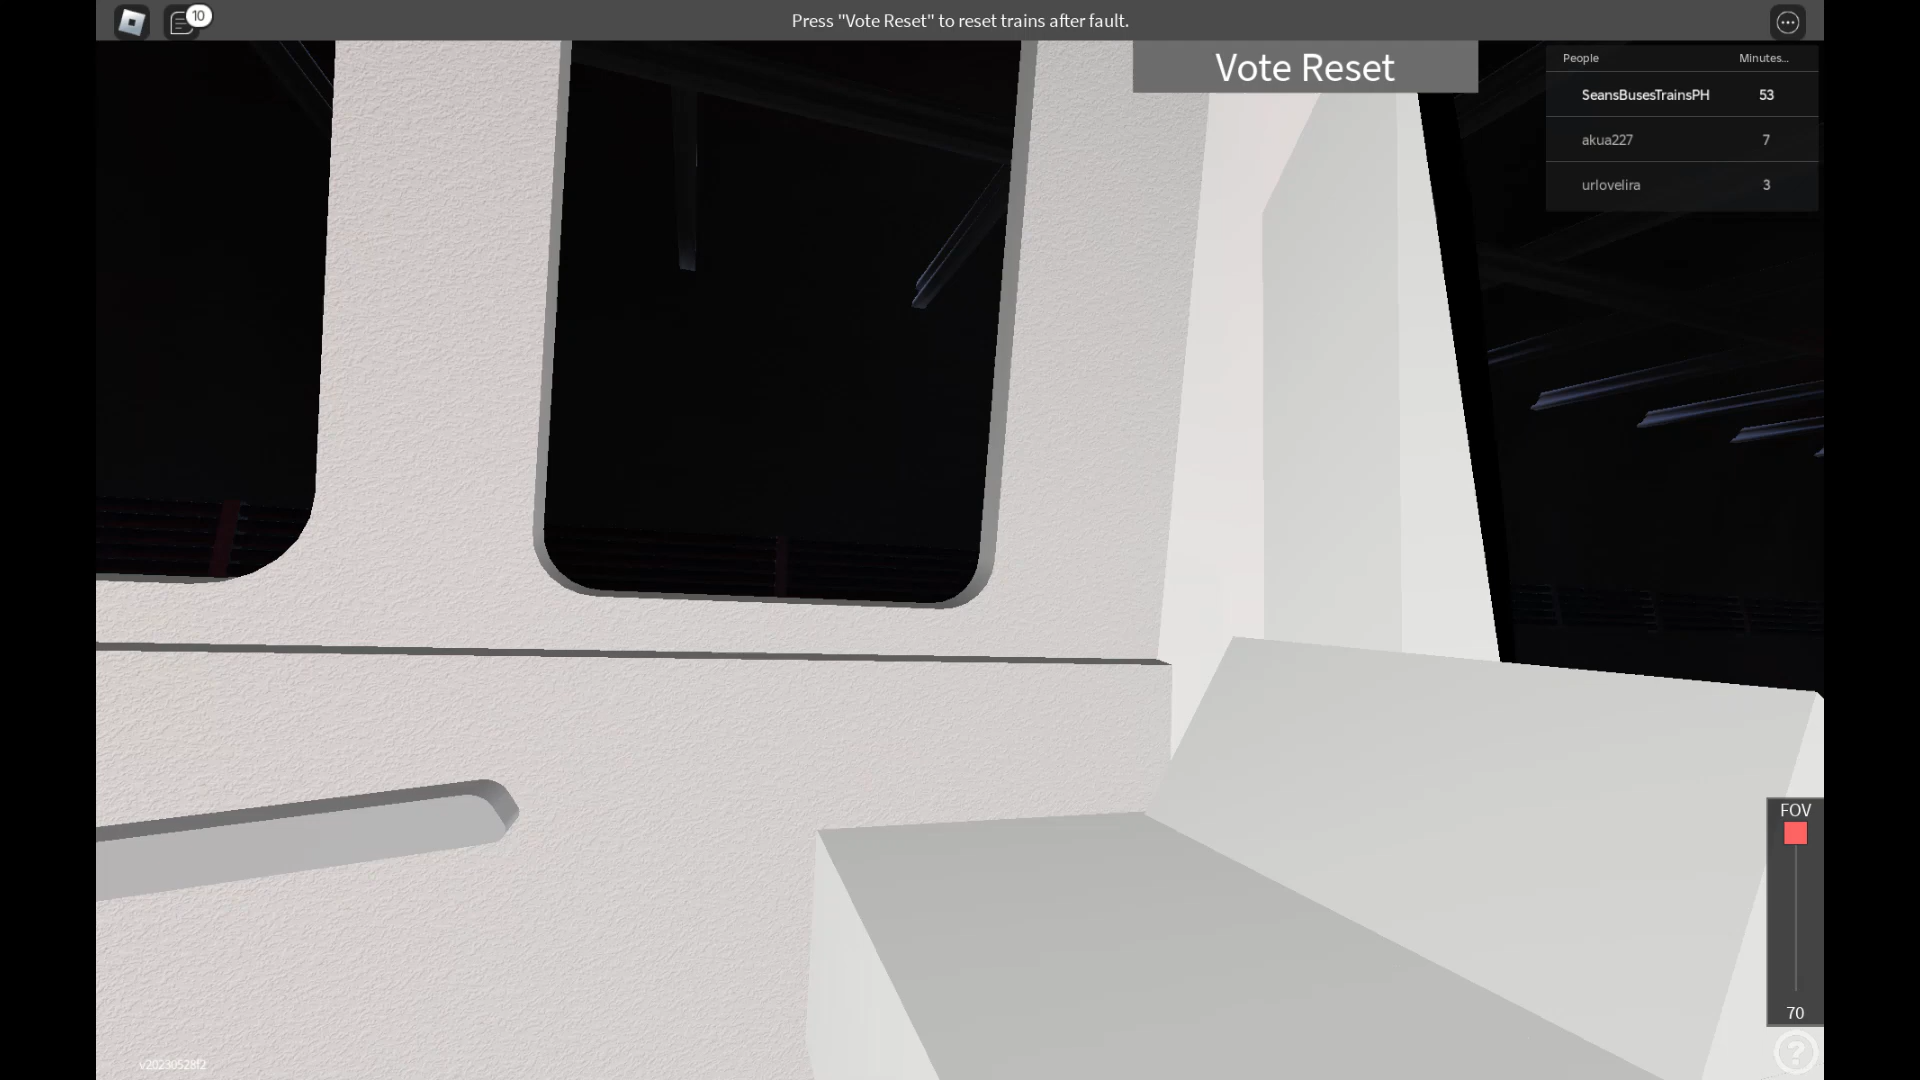 10
Press "Vote Reset" to reset trains after fault.
Vote Reset
People Minutes...
SeansBusesTrainsPH 53
akua227 7
urlovelira 3
FOV
70
?
v20230528f2